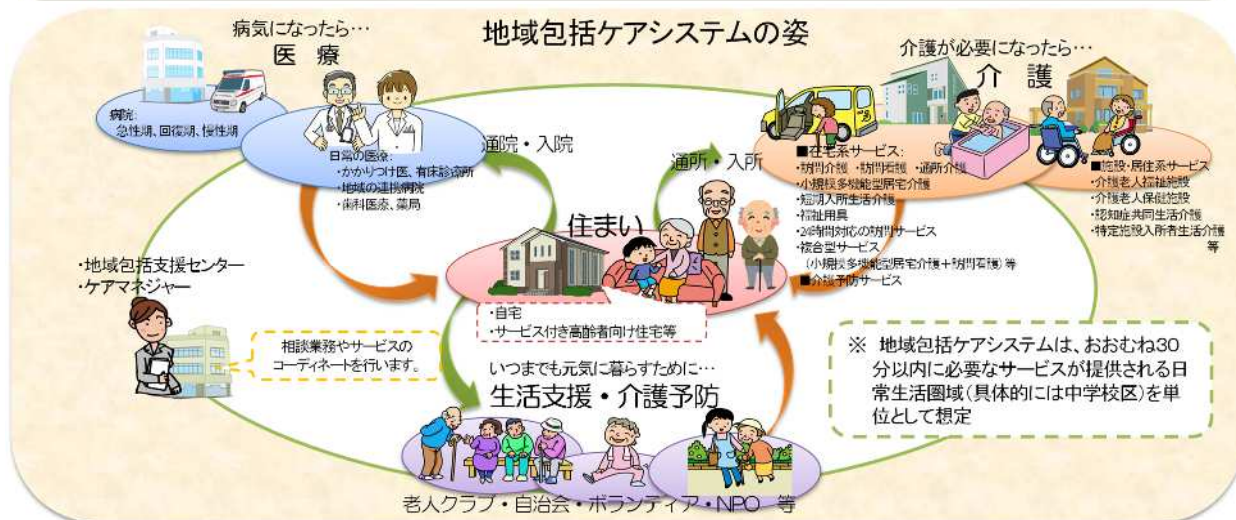 地域包括ケアシステムの姿
病気になったら…
医 療
病院:
急性期、回復期、慢性期
日常の医療:
・かかりつけ医、有床診療所
・地域の連携病院
・歯科医療、薬局
通院・入院
通所・入所
介護が必要になったら…
介 護
■在宅系サービス:
・訪問介護 ・訪問看護 ・通所介護
・小規模多機能型居宅介護
・短期入所生活介護
・福祉用具
・24時間対応の訪問サービス
・複合型サービス
(小規模多機能型居宅介護+訪問看護)等
■介護予防サービス
■施設・居住系サービス
・介護老人福祉施設
・介護老人保健施設
・認知症共同生活介護
・特定施設入所者生活介護
等
住まい
・自宅
・サービス付き高齢者向け住宅等
・地域包括支援センター
・ケアマネジャー
相談業務やサービスの
コーディネートを行います。
いつまでも元気に暮らすために…
生活支援・介護予防
老人クラブ・自治会・ボランティア・NPO 等
※ 地域包括ケアシステムは、おおむね30
分以内に必要なサービスが提供される日
常生活圏域(具体的には中学校区)を単
位として想定